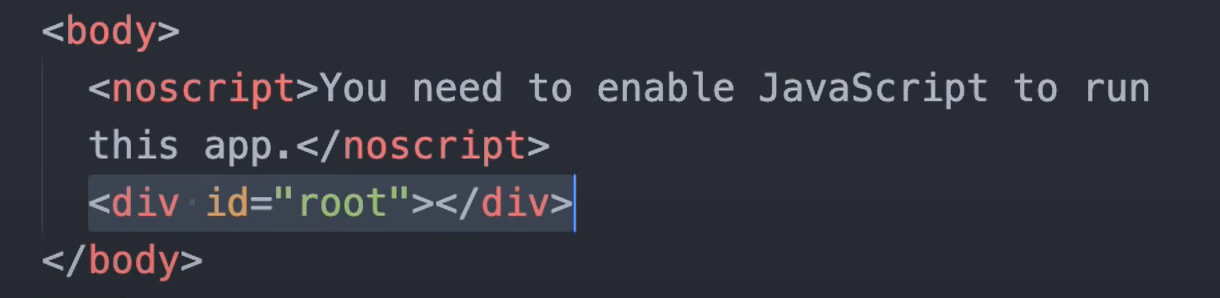 <body>
<noscript>You need to enable JavaScript to run
this app.</noscript>
<div id="root"></div>
</body>